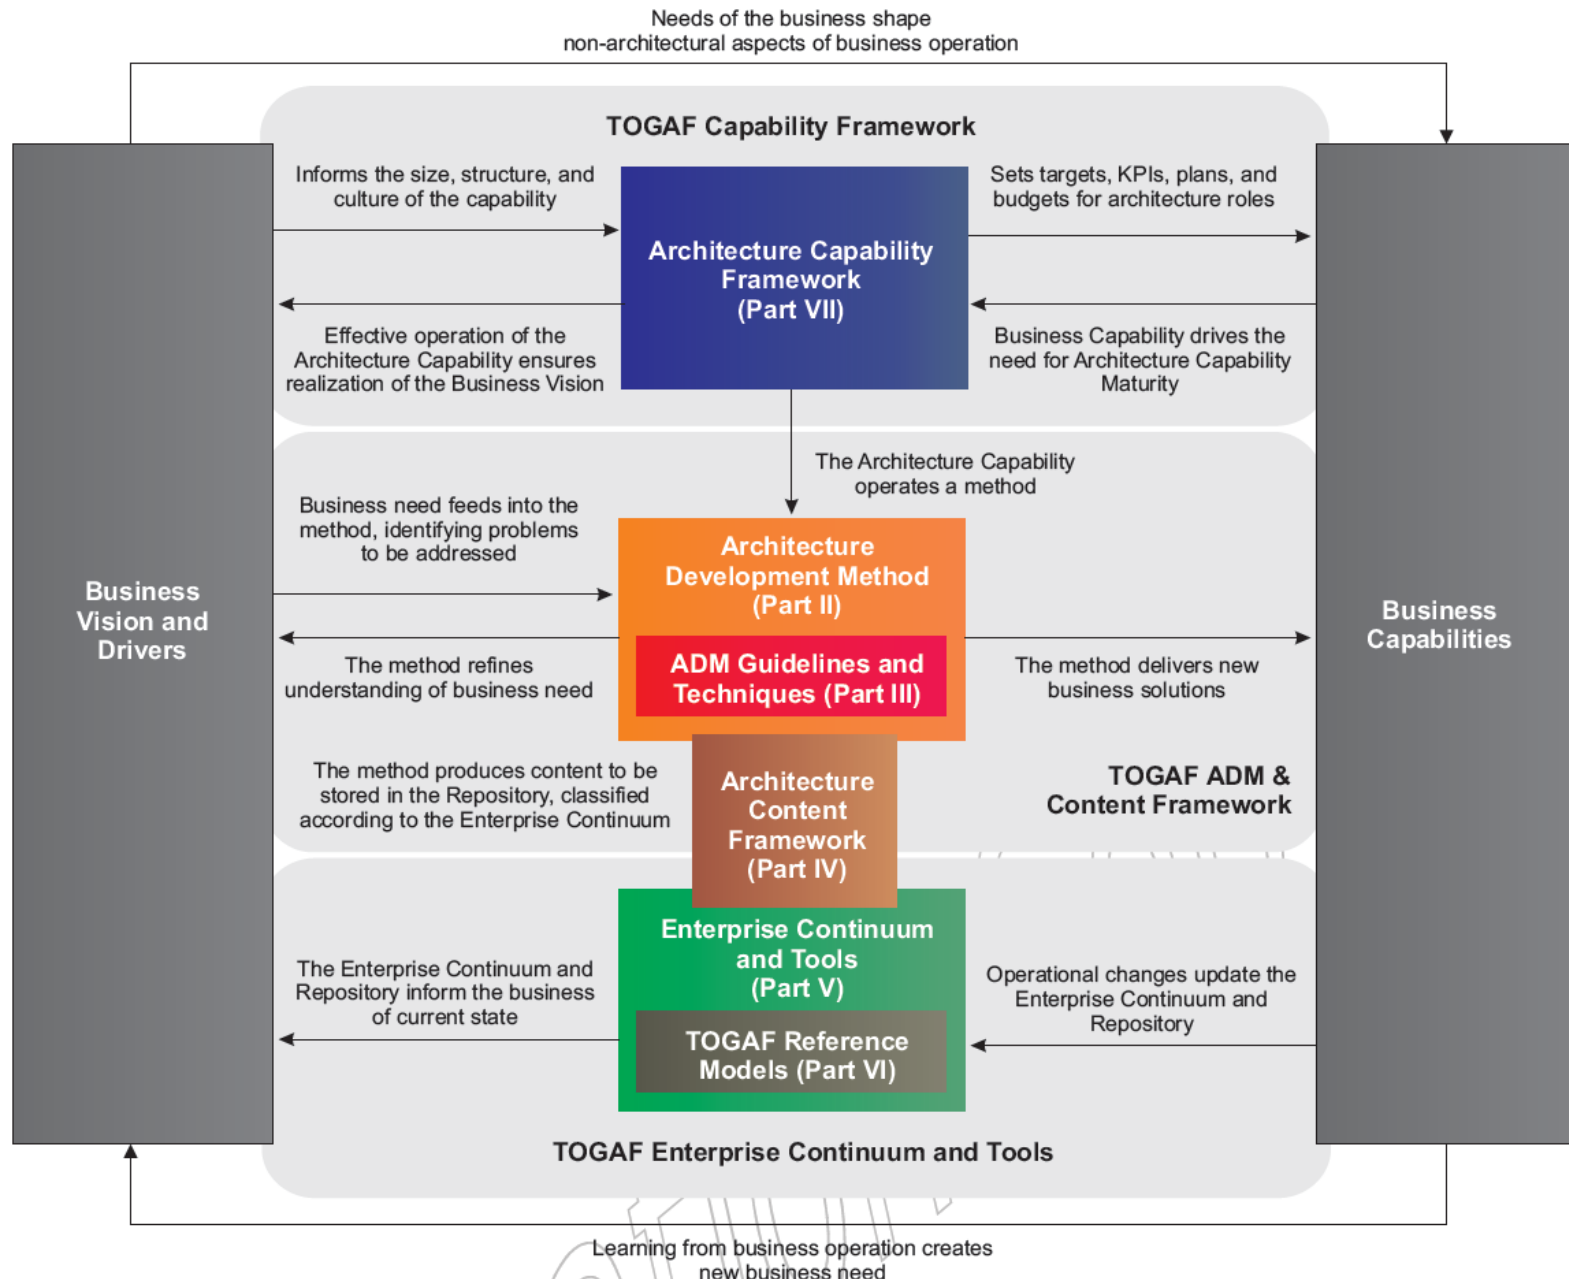 Needs of the business shape
non-architectural aspects of business operation
TOGAF Capability Framework
Informs the size, structure, and
culture of the capability
Architecture Capability
Framework
(Part VII)
Sets targets, KPIs, plans, and
budgets for architecture roles
Effective operation of the
Architecture Capability ensures
realization of the Business Vision
Business Capability drives the
need for Architecture Capability
Maturity
The Architecture Capability
operates a method
Business need feeds into the
method, identifying problems
to be addressed
Architecture
Development Method
(Part II)
Business
Vision and
Drivers
Business
Capabilities
ADM Guidelines and
Techniques (Part III)
The method refines
understanding of business need
The method delivers new
business solutions
The method produces content to be
stored in the Repository, classified
according to the Enterprise Continuum
Architecture
Content
Framework
(Part IV)
TOGAF ADM &
Content Framework
Enterprise Continuum
and Tools
(Part V)
The Enterprise Continuum and
Repository inform the business
of current state
Operational changes update the
Enterprise Continuum and
Repository
TOGAF Reference
Models (Part VI)
TOGAF Enterprise Continuum and Tools
Learning from business operation creates
new business need